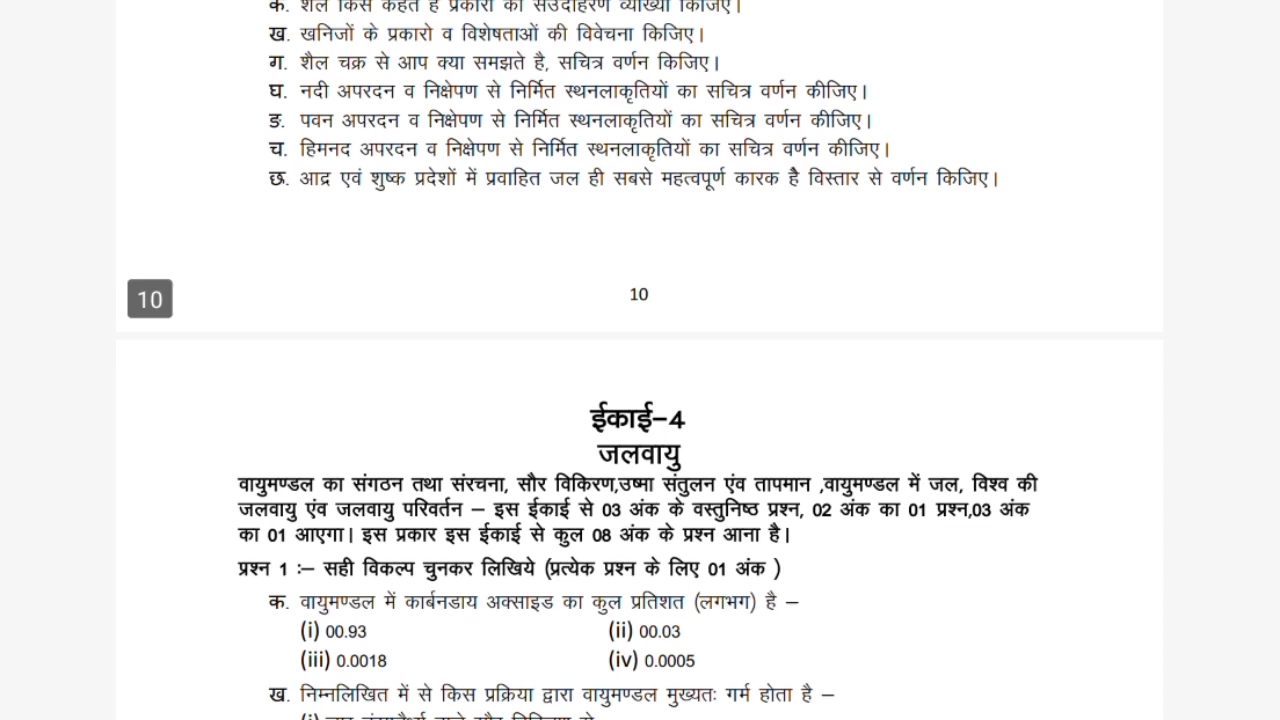 क. शैल किसे कहते है प्रकारो की सउदाहरण व्याख्या किजिए।
ख. खनिजों के प्रकारो व विशेषताओं की विवेचना किजिए।
ग. शैल चक्र से आप क्या समझते है, सचित्र वर्णन किजिए।
घ. नदी अपरदन व निक्षेपण से निर्मित स्थनलाकृतियों का सचित्र वर्णन कीजिए।
ङ. पवन अपरदन व निक्षेपण से निर्मित स्थनलाकृतियों का सचित्र वर्णन कीजिए।
च. हिमनद अपरदन व निक्षेपण से निर्मित स्थनलाकृतियों का सचित्र वर्णन कीजिए।
छ. आद्र एवं शुष्क प्रदेशों में प्रवाहित जल ही सबसे महत्वपूर्ण कारक है विस्तार से वर्णन किजिए।
10
10
ईकाई–4
जलवायु
वायुमण्डल का संगठन तथा संरचना, सौर विकिरण,उष्मा संतुलन एंव तापमान ,वायुमण्डल में जल, विश्व की
जलवायु एंव जलवायु परिवर्तन – इस ईकाई से 03 अंक के वस्तुनिष्ठ प्रश्न, 02 अंक का 01 प्रश्न,03 अंक
का 01 आएगा। इस प्रकार इस ईकाई से कुल 08 अंक के प्रश्न आना है।
प्रश्न 1 :– सही विकल्प चुनकर लिखिये (प्रत्येक प्रश्न के लिए 01 अंक )
क. वायुमण्डल में कार्बनडाय अक्साइड का कुल प्रतिशत (लगभग) है –
(i) 00.93 (ii) 00.03
(iii) 0.0018 (iv) 0.0005
ख. निम्नलिखित में से किस प्रक्रिया द्वारा वायुमण्डल मुख्यतः गर्म होता है –